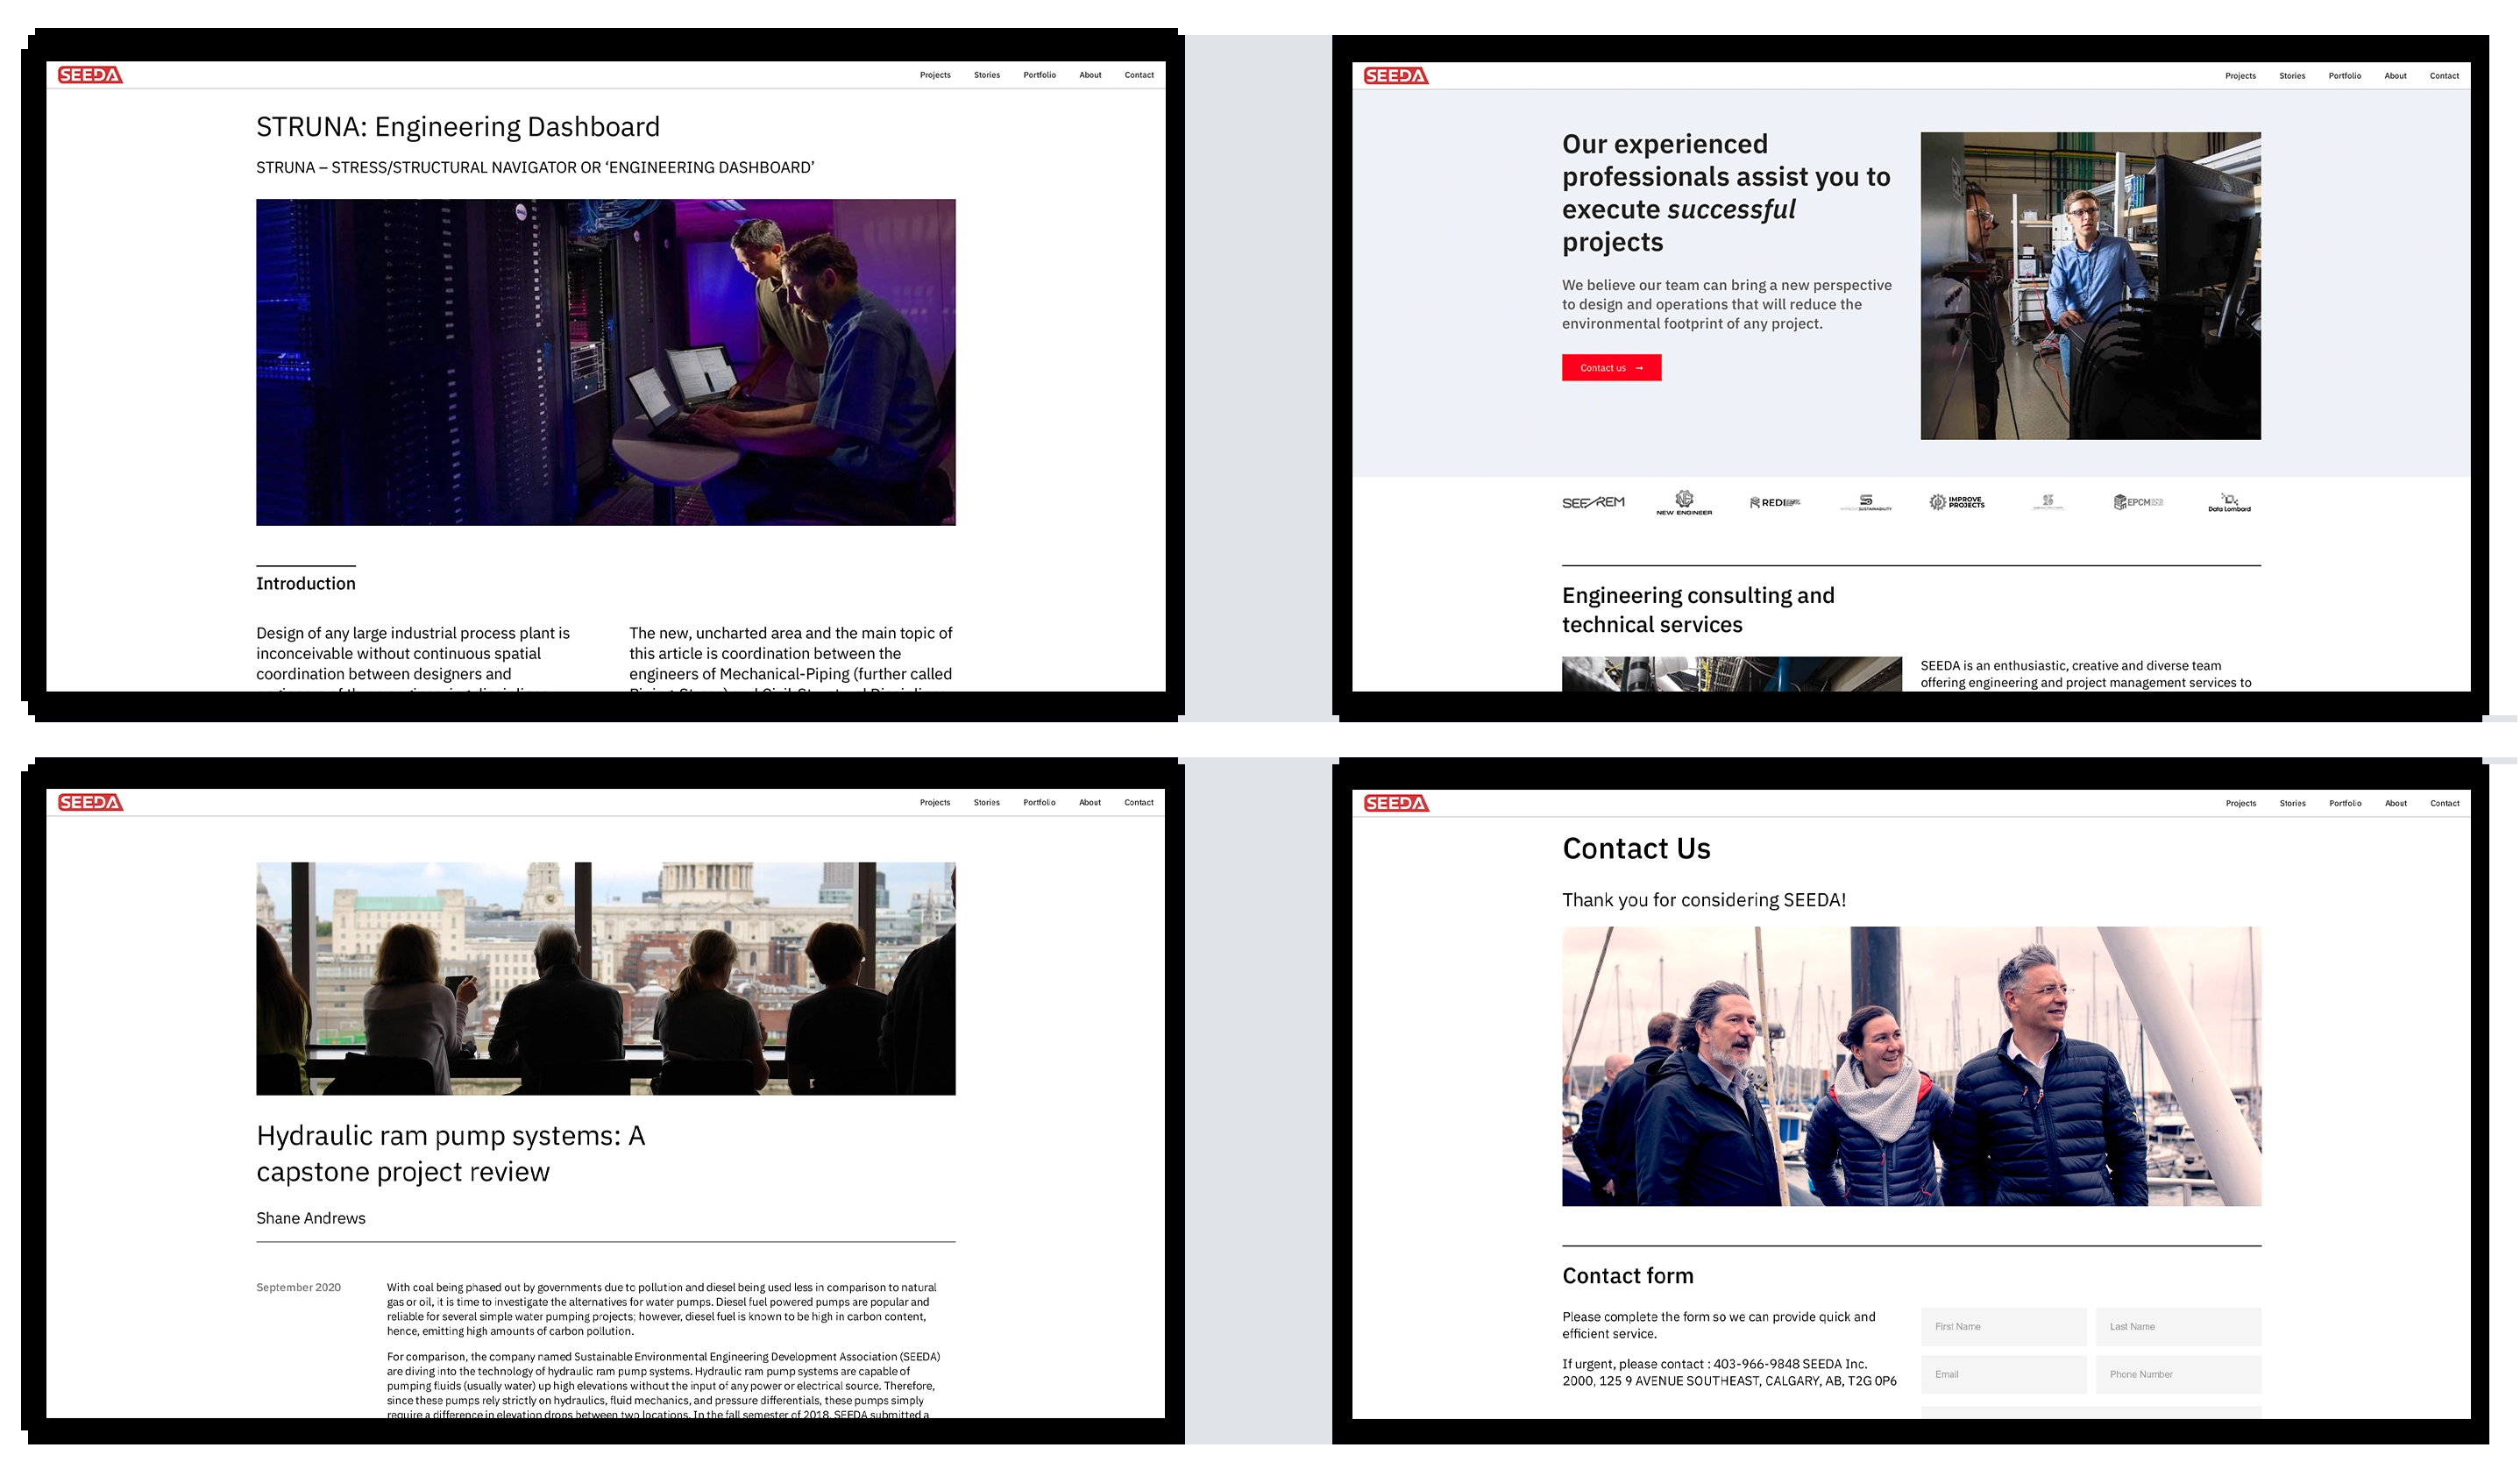 SEEDA
Projects Stories Portfolio About Contact
STRUNA: Engineering Dashboard
STRUNA – STRESS/STRUCTURAL NAVIGATOR OR ‘ENGINEERING DASHBOARD’
Introduction
Design of any large industrial process plant is
inconceivable without continuous spatial
coordination between designers and
The new, uncharted area and the main topic of
this article is coordination between the
engineers of Mechanical-Piping (further called
SEEDA
Projects Stories Portfolio About Contact
Our experienced
professionals assist you to
execute successful
projects
We believe our team can bring a new perspective
to design and operations that will reduce the
environmental footprint of any project.
Contact us →
SEFREM
NEW ENGINEER
REDI
SUSTAINABILITY
IMPROVE
PROJECTS
EPCM
Data Lombard
Engineering consulting and
technical services
SEEDA is an enthusiastic, creative and diverse team
offering engineering and project management services to
SEEDA
Projects Stories Portfolio About Contact
Hydraulic ram pump systems: A
capstone project review
Shane Andrews
September 2020
With coal being phased out by governments due to pollution and diesel being used less in comparison to natural
gas or oil, it is time to investigate the alternatives for water pumps. Diesel fuel powered pumps are popular and
reliable for several simple water pumping projects; however, diesel fuel is known to be high in carbon content,
hence, emitting high amounts of carbon pollution.
For comparison, the company named Sustainable Environmental Engineering Development Association (SEEDA)
are diving into the technology of hydraulic ram pump systems. Hydraulic ram pump systems are capable of
pumping fluids (usually water) up high elevations without the input of any power or electrical source. Therefore,
since these pumps rely strictly on hydraulics, fluid mechanics, and pressure differentials, these pumps simply
require a difference in elevation drops between two locations. In the fall semester of 2018, SEEDA submitted a
SEEDA
Projects Stories Portfolio About Contact
Contact Us
Thank you for considering SEEDA!
Contact form
Please complete the form so we can provide quick and
efficient service.
If urgent, please contact : 403-966-9848 SEEDA Inc.
2000, 125 9 AVENUE SOUTHEAST, CALGARY, AB, T2G 0P6
First Name
Last Name
Email
Phone Number